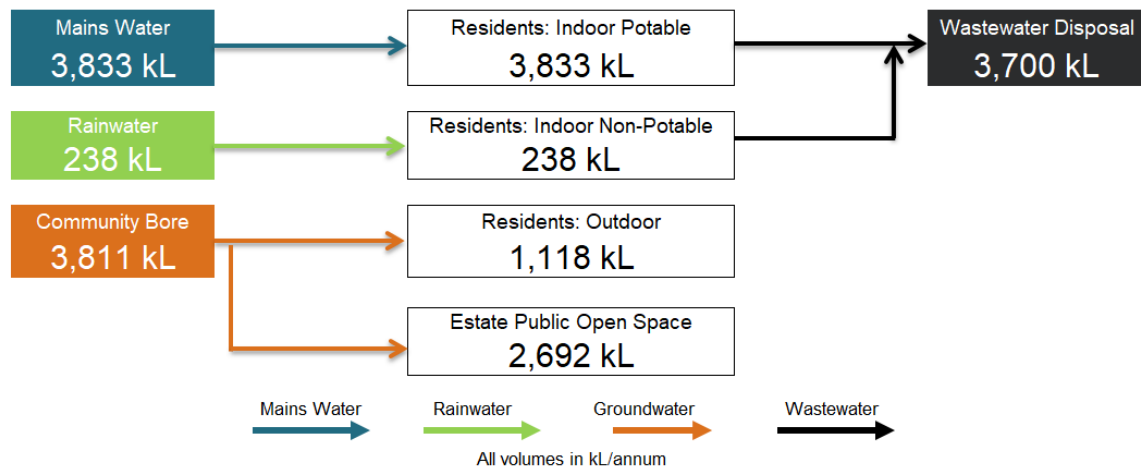 Mains Water
3,833 kL
Residents: Indoor Potable
3,833 kL
Wastewater Disposal
3,700 kL
Rainwater
238 kL
Residents: Indoor Non-Potable
238 kL
Community Bore
3,811 kL
Residents: Outdoor
1,118 kL
Estate Public Open Space
2,692 kL
Mains Water
Rainwater
Groundwater
Wastewater
All volumes in kL/annum